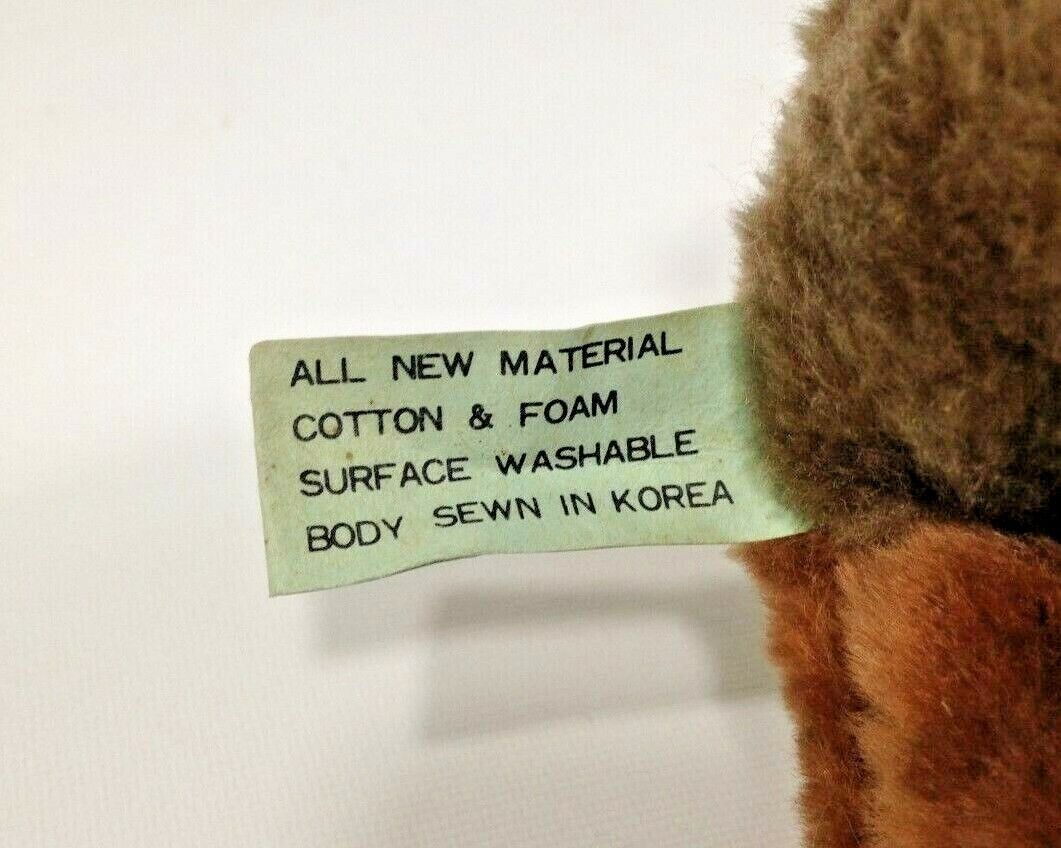 ALL NEW MATERIAL
COTTON & FOAM
SURFACE WASHABLE
BODY SEWN IN KOREA